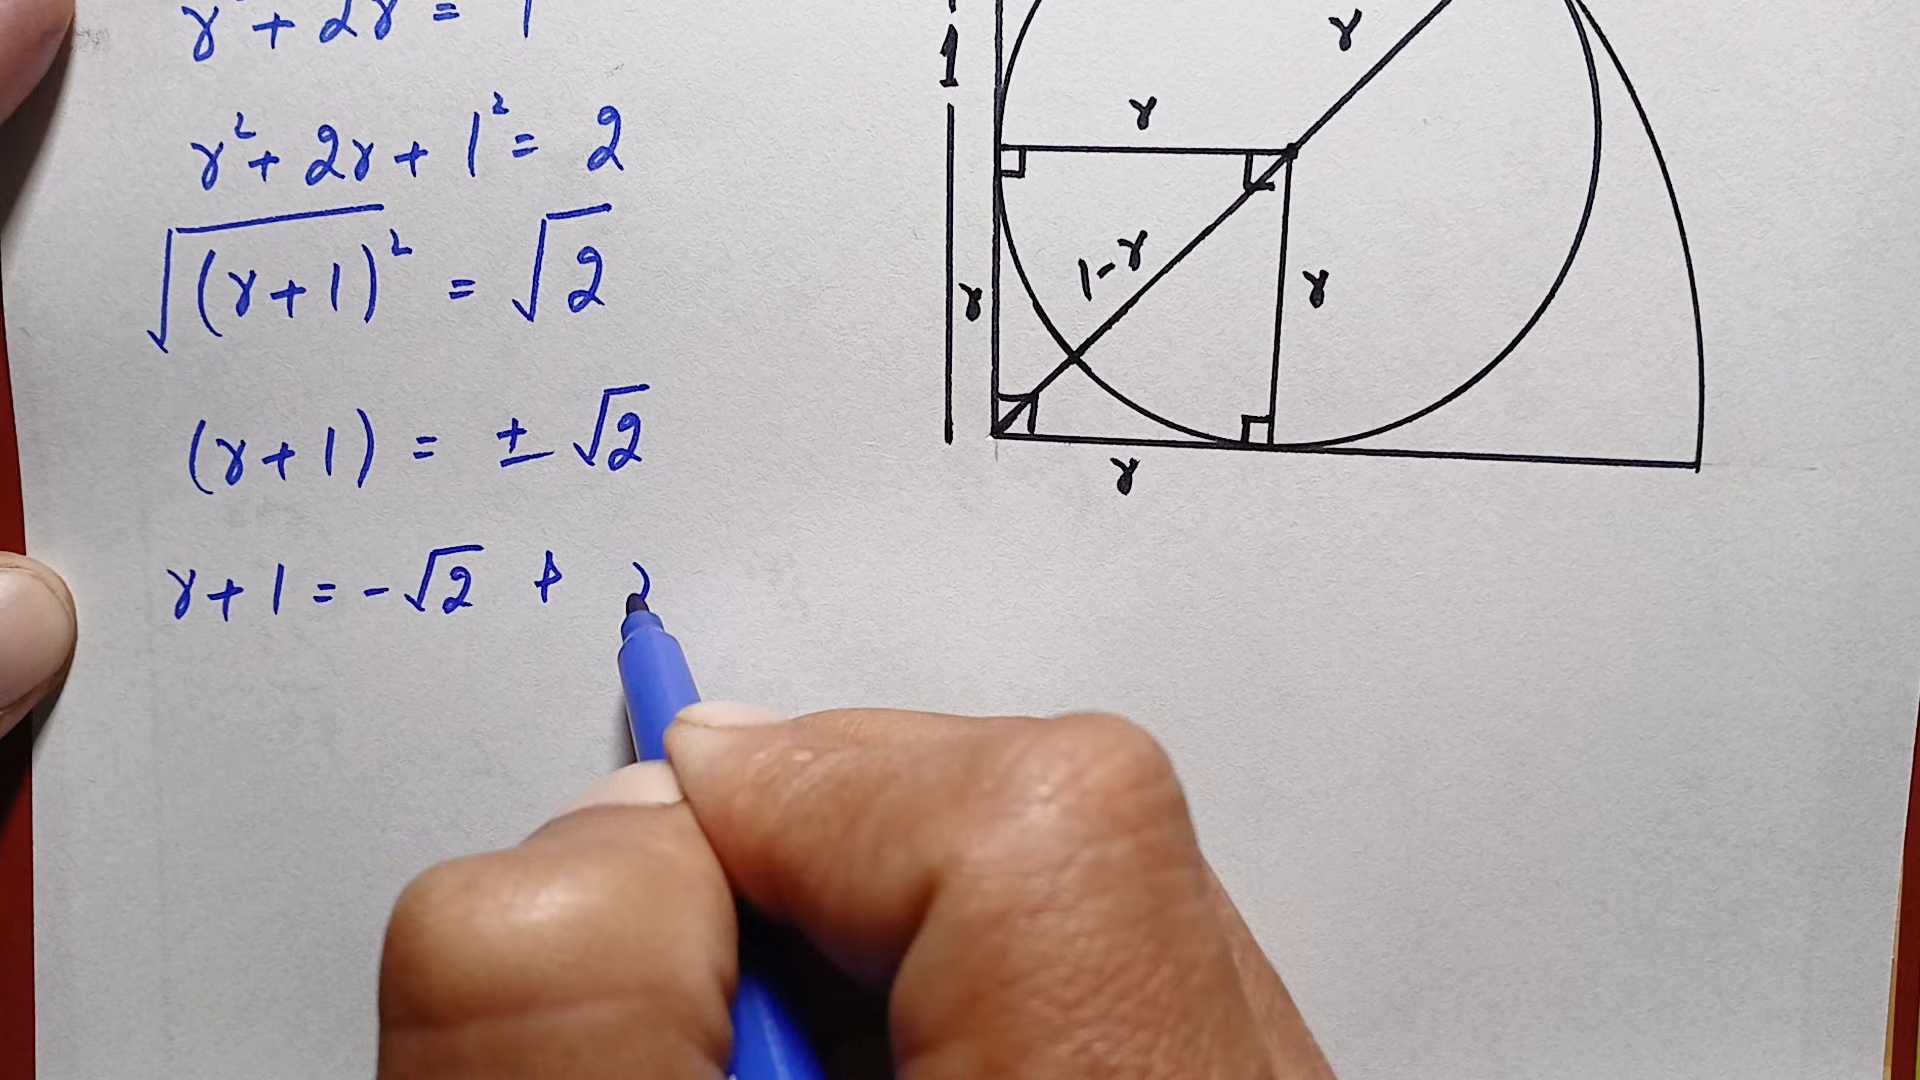 r² + 2r = 1
r² + 2r + 1² = 2
√(r+1)² = √2
(r+1) = ± √2
r+1 = -√2 +
1
r
r
1-r
r
r
r